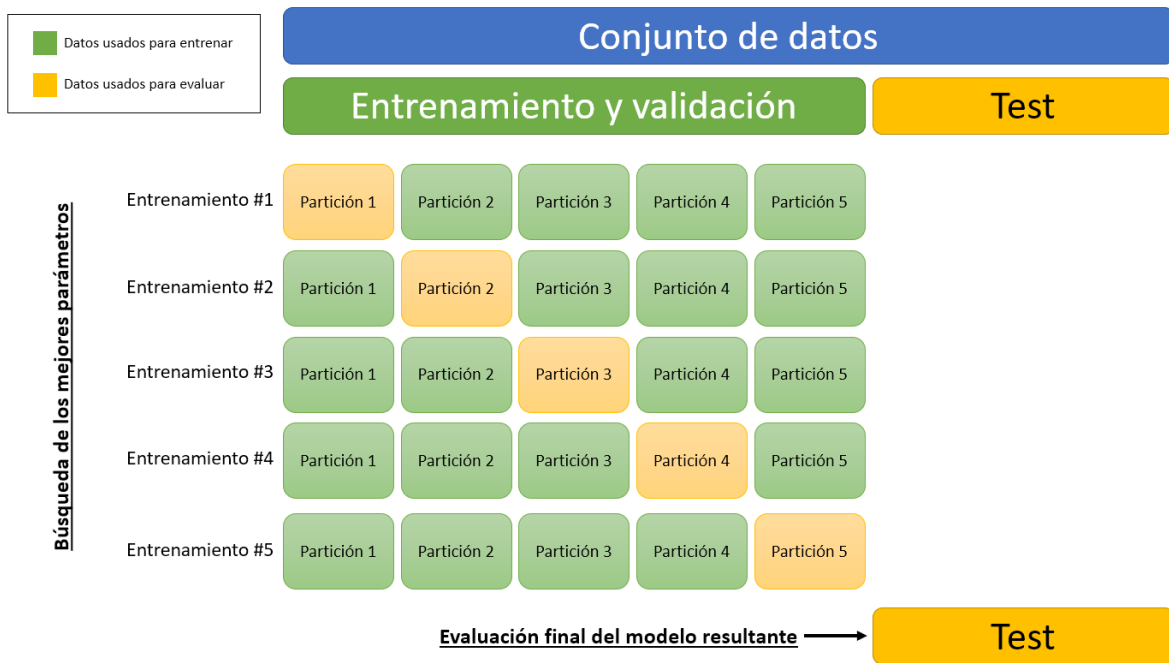 Datos usados para entrenar
Datos usados para evaluar
Conjunto de datos
Entrenamiento y validación
Test
Búsqueda de los mejores parámetros
Entrenamiento #1
Partición 1
Partición 2
Partición 3
Partición 4
Partición 5
Entrenamiento #2
Partición 1
Partición 2
Partición 3
Partición 4
Partición 5
Entrenamiento #3
Partición 1
Partición 2
Partición 3
Partición 4
Partición 5
Entrenamiento #4
Partición 1
Partición 2
Partición 3
Partición 4
Partición 5
Entrenamiento #5
Partición 1
Partición 2
Partición 3
Partición 4
Partición 5
Evaluación final del modelo resultante
Test